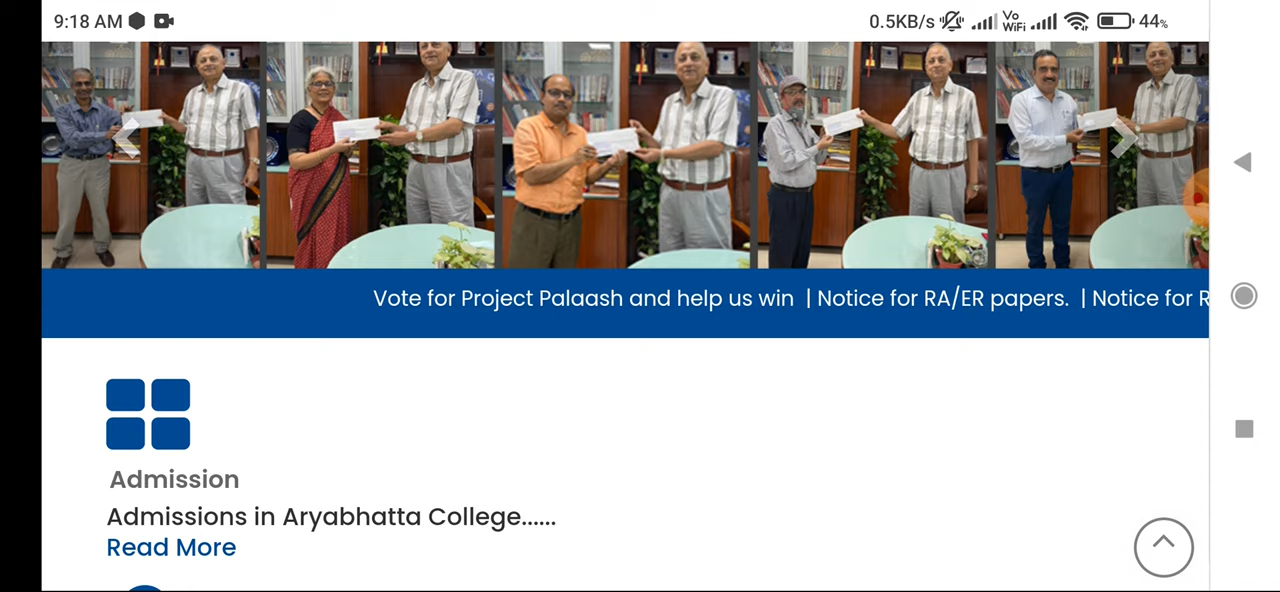 9:18 AM
0.5KB/s Vo WiFi 44%
Vote for Project Palaash and help us win | Notice for RA/ER papers. | Notice for R
Admission
Admissions in Aryabhatta College......
Read More